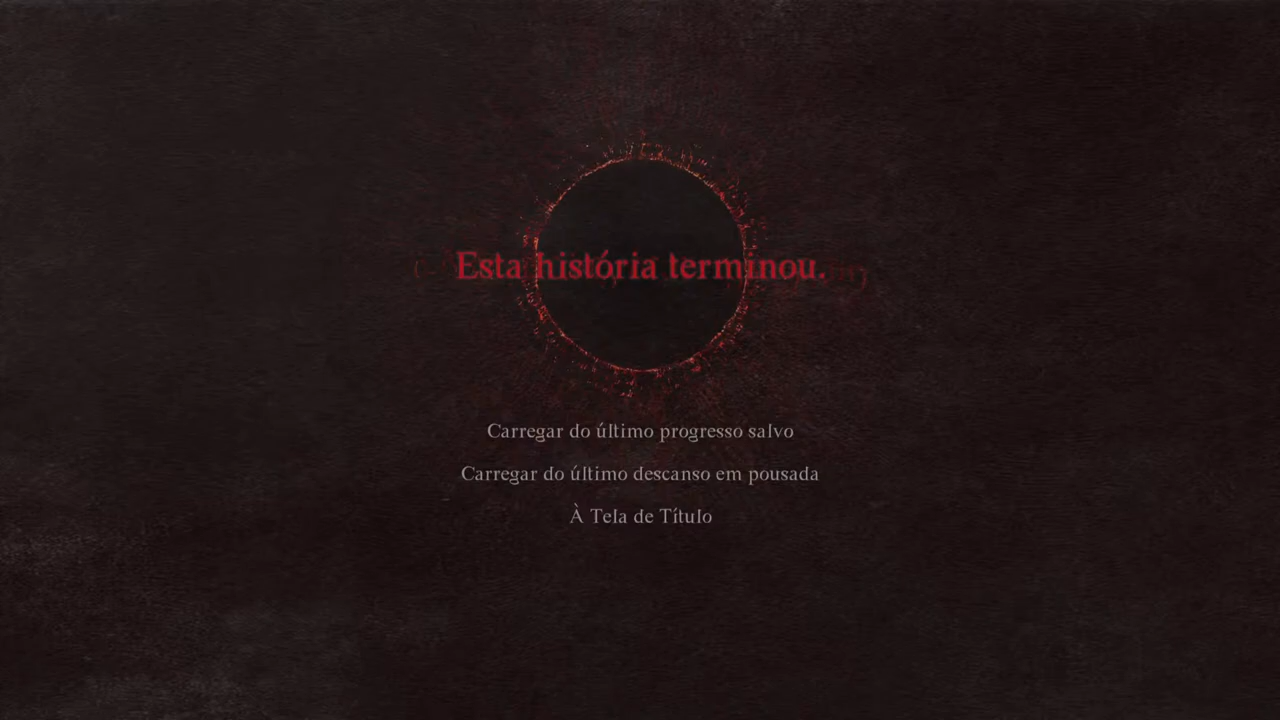 Esta história terminou.
Carregar do último progresso salvo
Carregar do último descanso em pousada
À Tela de Título